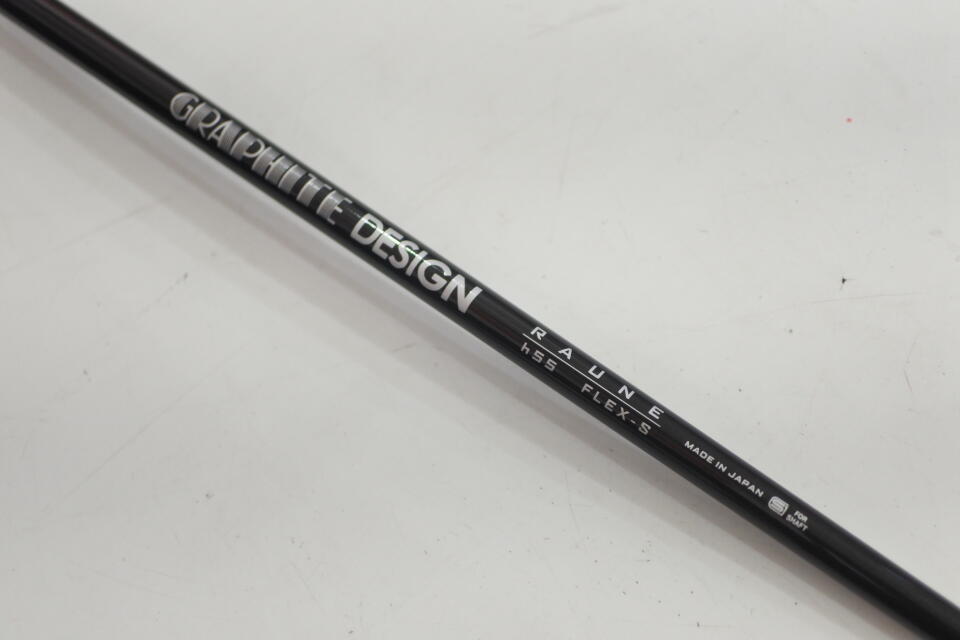 GRAPHITE DESIGN
RAUNE
h55 FLEX-S
MADE IN JAPAN
S FOR
SHAFT